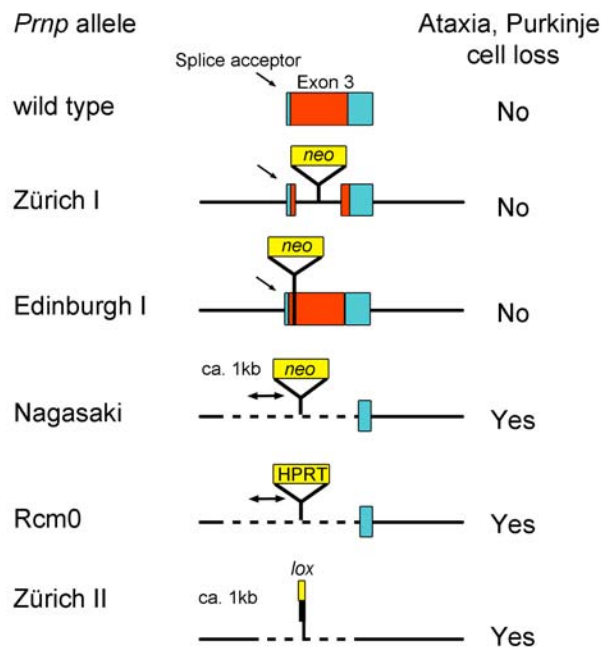 Prnp allele
Ataxia, Purkinje
cell loss
Splice acceptor
Exon 3
wild type
No
neo
Zürich I
No
neo
Edinburgh I
No
ca. 1kb
neo
Nagasaki
Yes
HPRT
Rcm0
Yes
lox
Zürich II
ca. 1kb
Yes